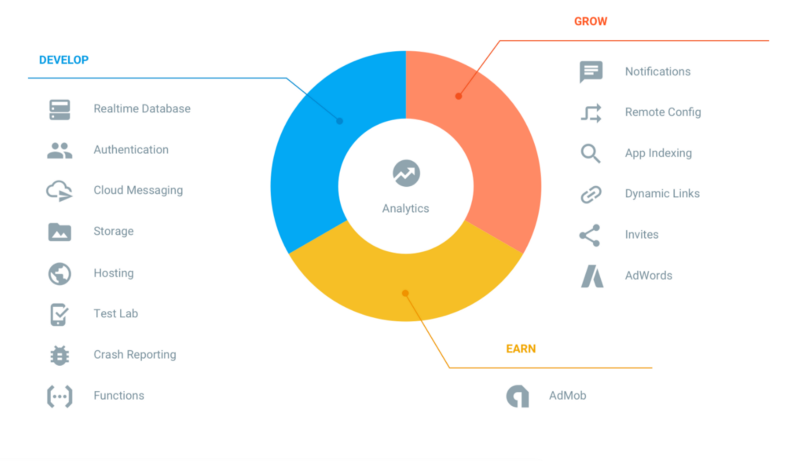 DEVELOP
Realtime Database
Authentication
Cloud Messaging
Storage
Hosting
Test Lab
Crash Reporting
Functions
Analytics
GROW
Notifications
Remote Config
App Indexing
Dynamic Links
Invites
AdWords
EARN
AdMob